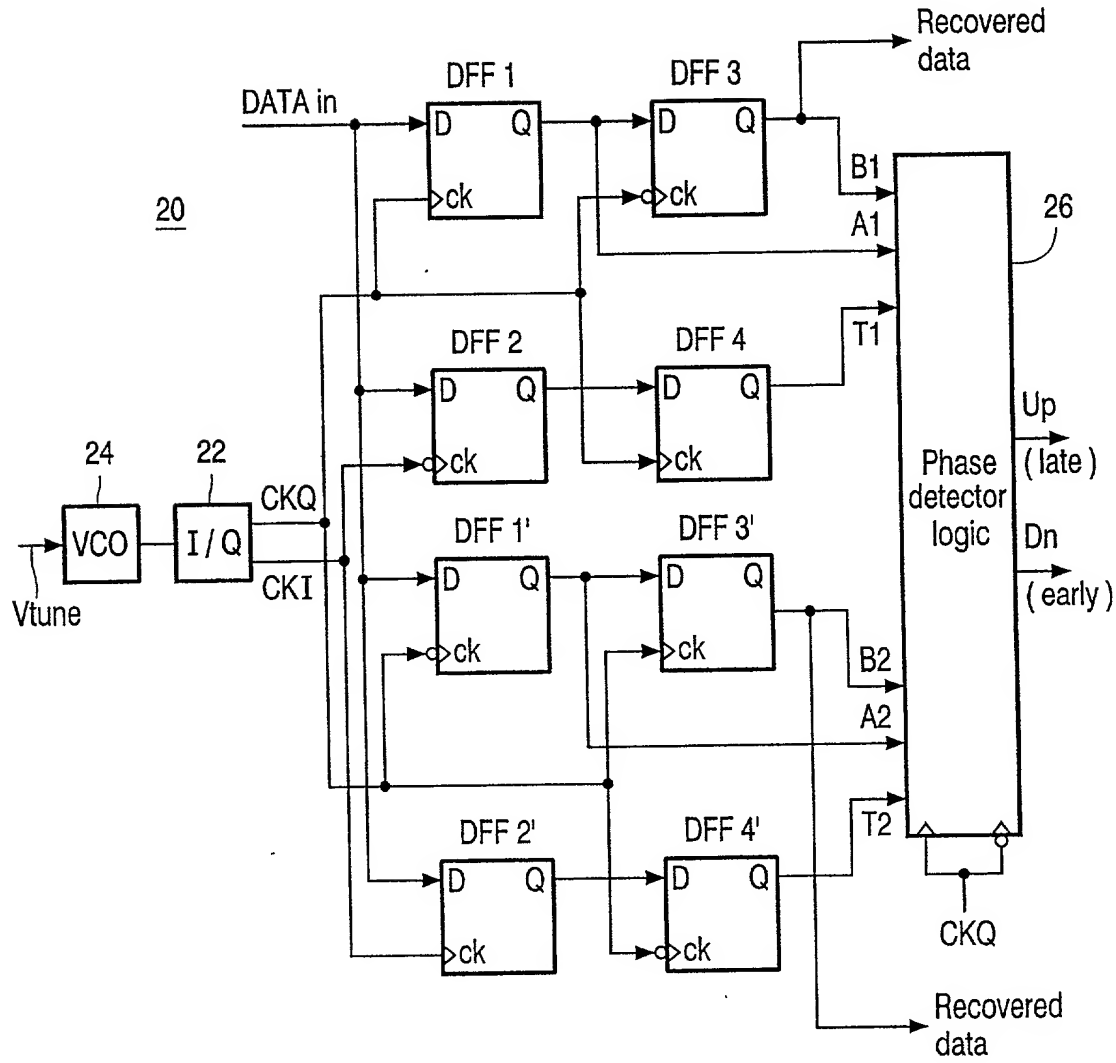 Recovered
data
DFF 1
DFF 3
DATA in
D
Q
D
Q
ck
ck
B1
20
A1
26
T1
DFF 2
DFF 4
D
Q
D
Q
ck
ck
Up
(late)
24
22
CKQ
VCO
I/Q
CKI
Vtune
Phase
detector
logic
Dn
(early)
DFF 1'
DFF 3'
D
Q
D
Q
ck
ck
B2
A2
T2
DFF 2'
DFF 4'
D
Q
D
Q
ck
ck
CKQ
Recovered
data